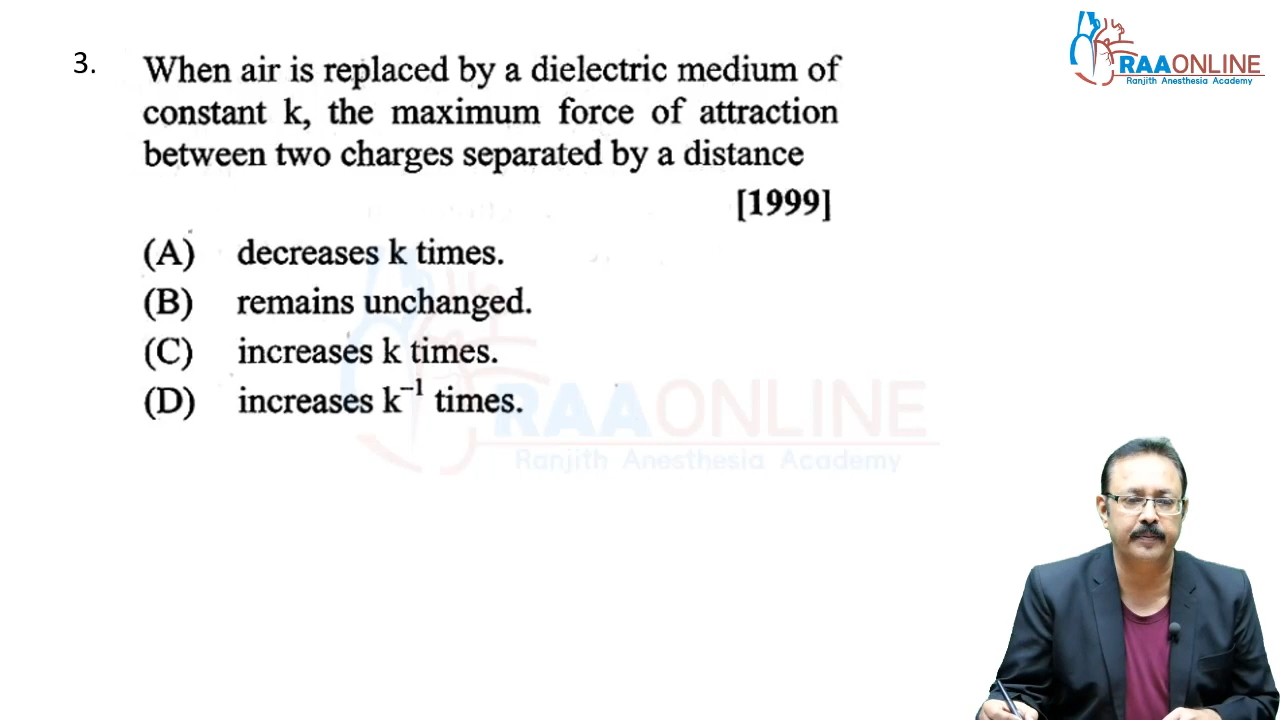 RAAONLINE
Ranjith Anesthesia Academy
3.
When air is replaced by a dielectric medium of
constant k, the maximum force of attraction
between two charges separated by a distance
[1999]
(A) decreases k times.
(B) remains unchanged.
(C) increases k times.
(D) increases k⁻¹ times.
RAAONLINE
Ranjith Anesthesia Academy